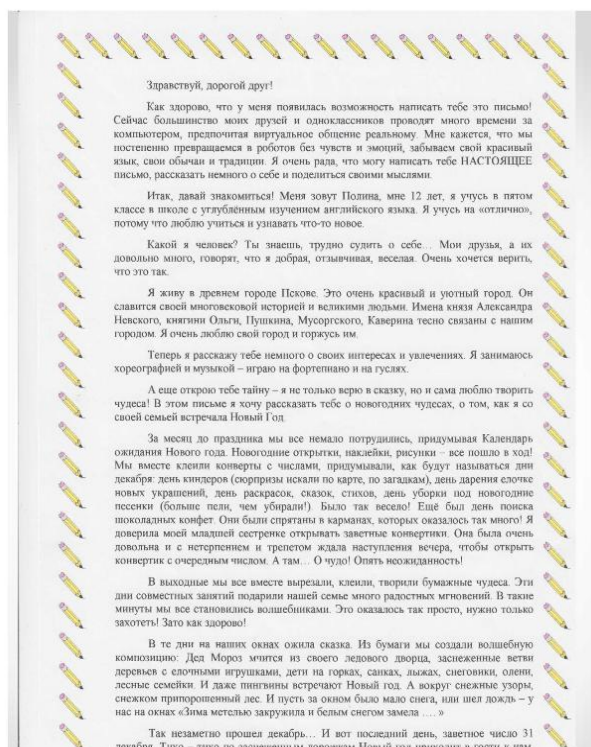 Здравствуй, дорогой друг!
Как здорово, что у меня появилась возможность написать тебе это письмо!
Сейчас большинство моих друзей и одноклассников проводят много времени за
компьютером, предпочитая виртуальное общение реальному. Мне кажется, что мы
постепенно превращаемся в роботов без чувств и эмоций, забываем свой красивый
язык, свои обычаи и традиции. Я очень рада, что могу написать тебе НАСТОЯЩЕЕ
письмо, рассказать немного о себе и поделиться своими мыслями.
Итак, давай знакомиться! Меня зовут Полина, мне 12 лет, я учусь в пятом
классе в школе с углублённым изучением английского языка. Я учусь на «отлично»,
потому что люблю учиться и узнавать что-то новое.
Какой я человек? Ты знаешь, трудно судить о себе... Мои друзья, а их
довольно много, говорят, что я добрая, отзывчивая, веселая. Очень хочется верить,
что это так.
Я живу в древнем городе Пскове. Это очень красивый и уютный город. Он
славится своей многовековой историей и великими людьми. Имена князя Александра
Невского, княгини Ольги, Пушкина, Мусоргского, Каверина тесно связаны с нашим
городом. Я очень люблю свой город и горжусь им.
Теперь я расскажу тебе немного о своих интересах и увлечениях. Я занимаюсь
хореографией и музыкой – играю на фортепиано и на гуслях.
А еще открою тебе тайну – я не только верю в сказку, но и сама люблю творить
чудеса! В этом письме я хочу рассказать тебе о новогодних чудесах, о том, как я со
своей семьей встречала Новый Год.
За месяц до праздника мы все немало потрудились, придумывая Календарь
ожидания Нового года. Новогодние открытки, наклейки, рисунки – все пошло в ход!
Мы вместе клеили конверты с числами, придумывали, как будут называться дни
декабря: день киндеров (сюрпризы искали по карте, по загадкам), день дарения елочке
новых украшений, день раскрасок, сказок, стихов, день уборки под новогодние
песенки (больше пели, чем убирали!). Было так весело! Ещё был день поиска
шоколадных конфет. Они были спрятаны в карманах, которых оказалось так много! Я
доверила моей младшей сестренке открывать заветные конвертики. Она была очень
довольна и с нетерпением и трепетом ждала наступления вечера, чтобы открыть
конвертик с очередным числом. А там... О чудо! Опять неожиданность!
В выходные мы все вместе вырезали, клеили, творили бумажные чудеса. Эти
дни совместных занятий подарили нашей семье много радостных мгновений. В такие
минуты мы все становились волшебниками. Это оказалось так просто, нужно только
захотеть! Зато как здорово!
В те дни на наших окнах ожила сказка. Из бумаги мы создали волшебную
композицию: Дед Мороз мчится из своего ледового дворца, заснеженные ветви
деревьев с елочными игрушками, дети на горках, санках, лыжах, снеговики, олени,
лесные семейки. И даже пингвины встречают Новый год. А вокруг снежные узоры,
снежком припорошенный лес. И пусть за окном было мало снега, или шел дождь – у
нас на окнах «Зима метелью закружила и белым снегом замела .... »
Так незаметно прошел декабрь... И вот последний день, заветное число 31
декабря. Тихо – тихо по заснеженным дорожкам Новый год приходит в гости к нам.